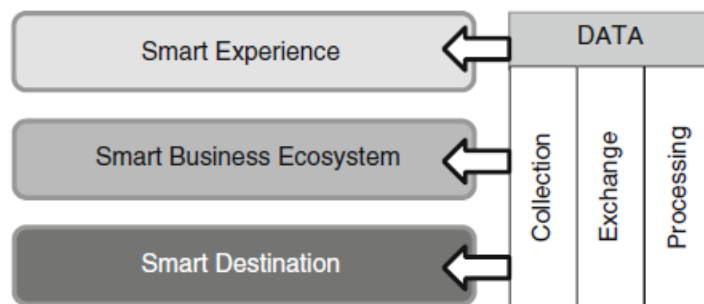 Smart Experience
DATA
Smart Business Ecosystem
Smart Destination
Collection
Exchange
Processing